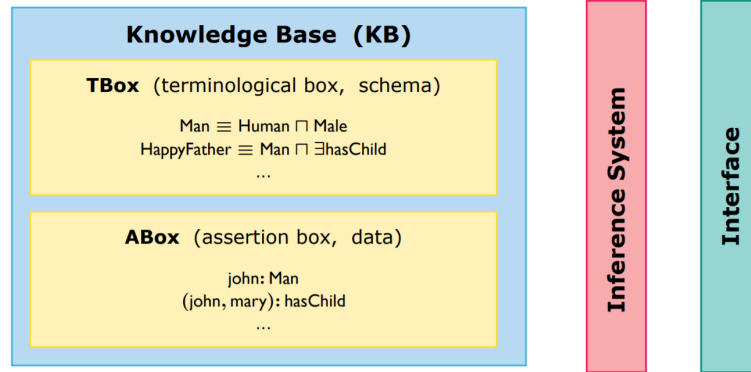 Knowledge Base (KB)
TBox (terminological box, schema)
Man ≡ Human ⊓ Male
HappyFather ≡ Man ⊓ ∃hasChild
...
ABox (assertion box, data)
john: Man
(john, mary): hasChild
...
Inference System
Interface